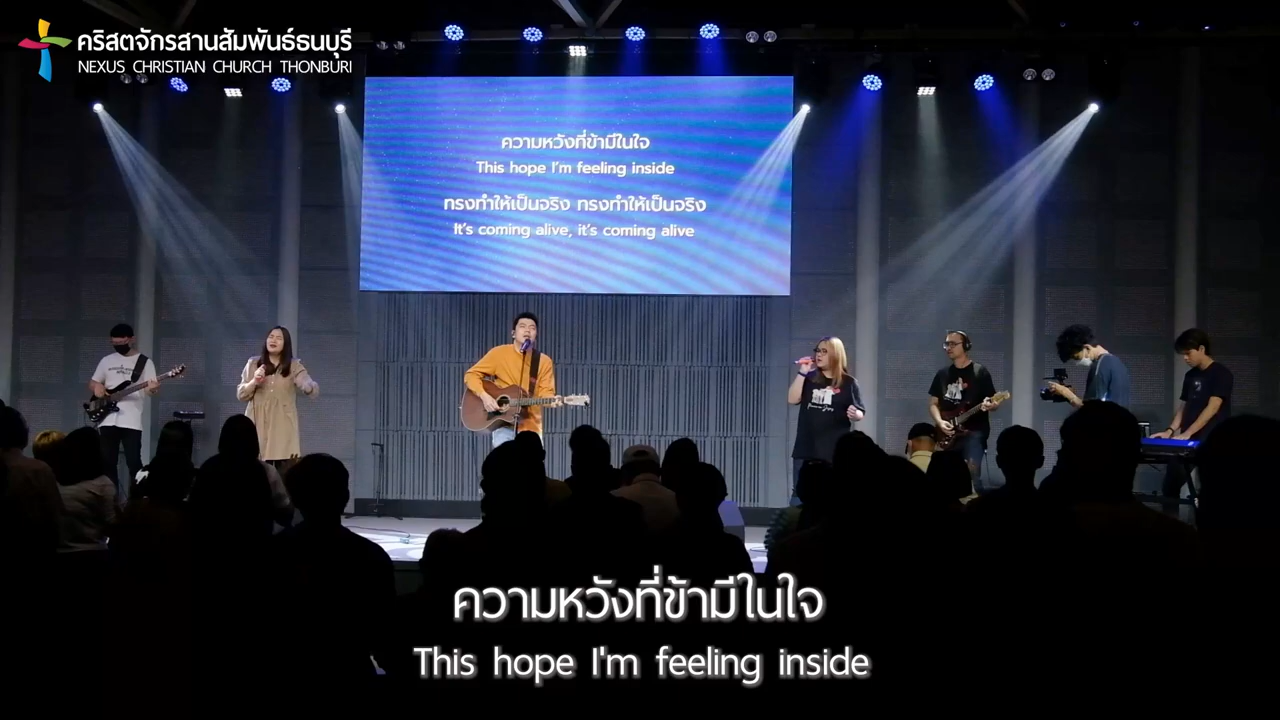 คริสตจักรสานสัมพันธ์ธนบุรี
NEXUS CHRISTIAN CHURCH THONBURI
ความหวังที่ข้ามีในใจ
This hope I'm feeling inside
ทรงทำให้เป็นจริง ทรงทำให้เป็นจริง
It's coming alive, it's coming alive
ความหวังที่ข้ามีในใจ
This hope I'm feeling inside